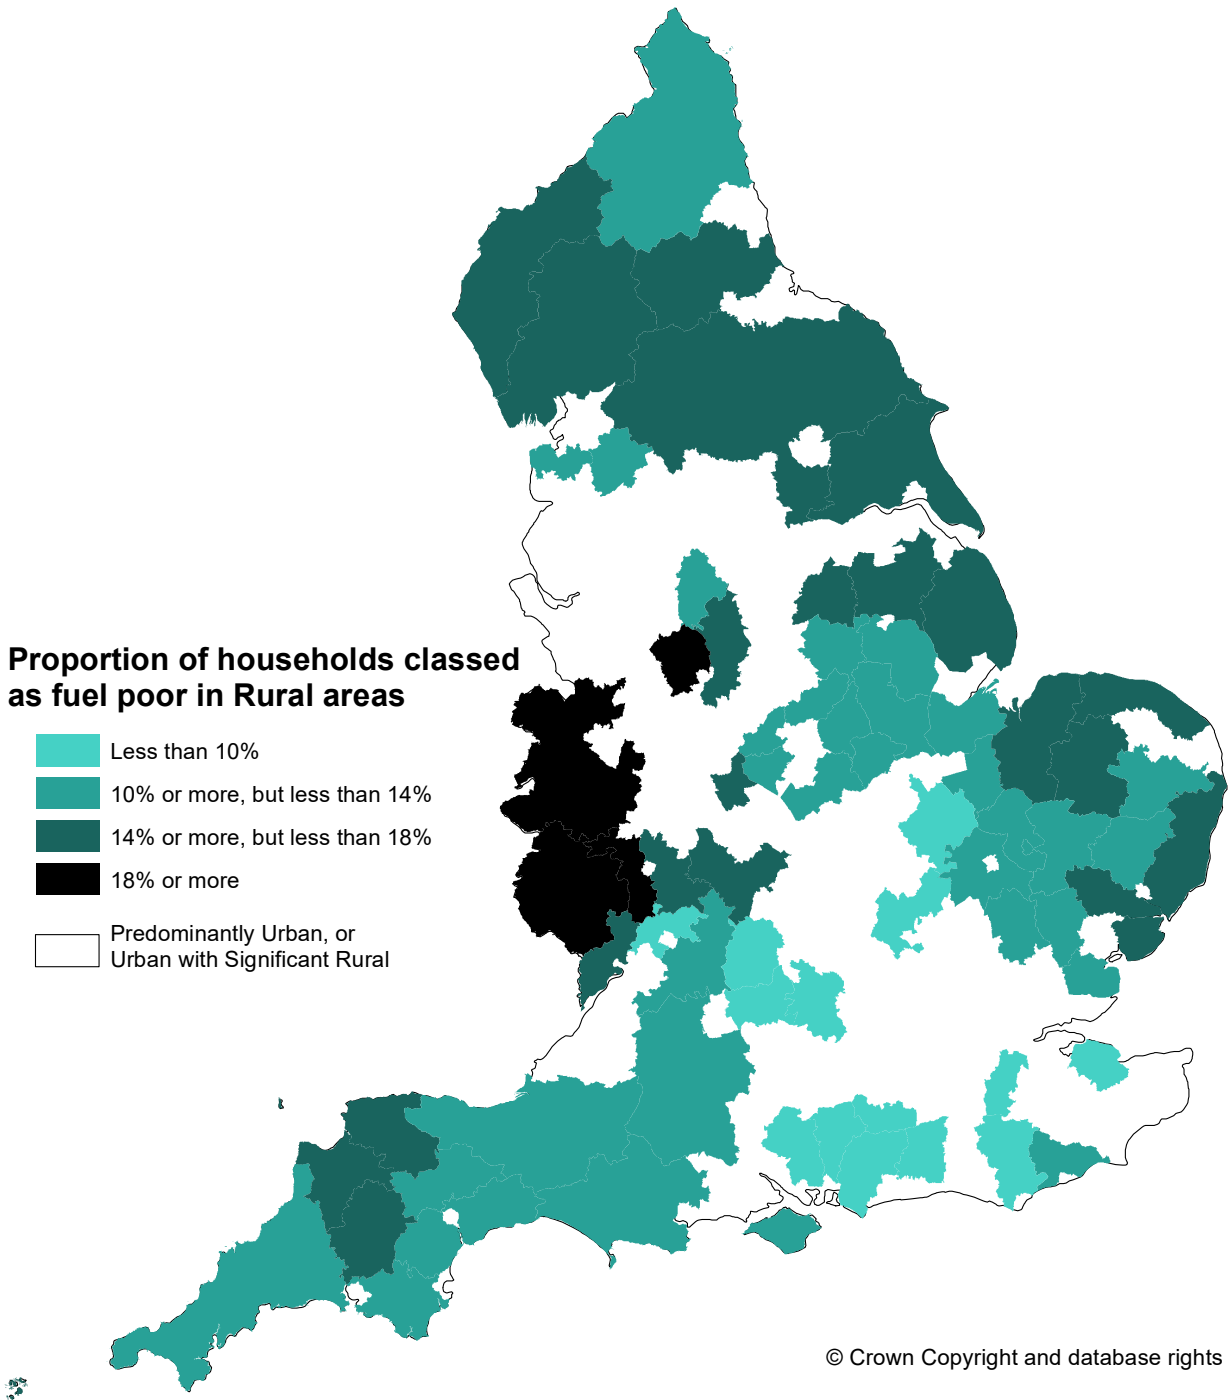 Proportion of households classed
as fuel poor in Rural areas
Less than 10%
10% or more, but less than 14%
14% or more, but less than 18%
18% or more
Predominantly Urban, or
Urban with Significant Rural
© Crown Copyright and database rights